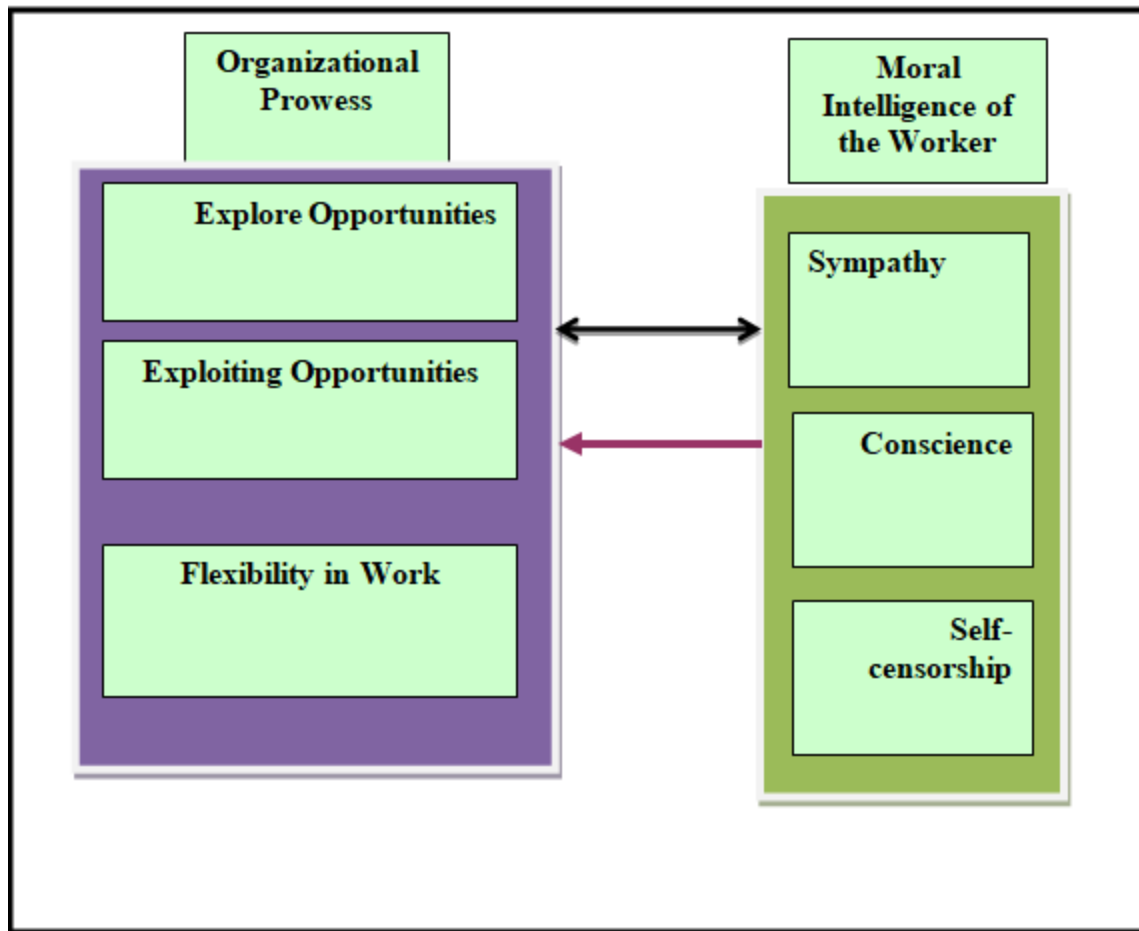 Organizational
Prowess
Explore Opportunities
Exploiting Opportunities
Flexibility in Work
Moral
Intelligence of
the Worker
Sympathy
Conscience
Self-
censorship